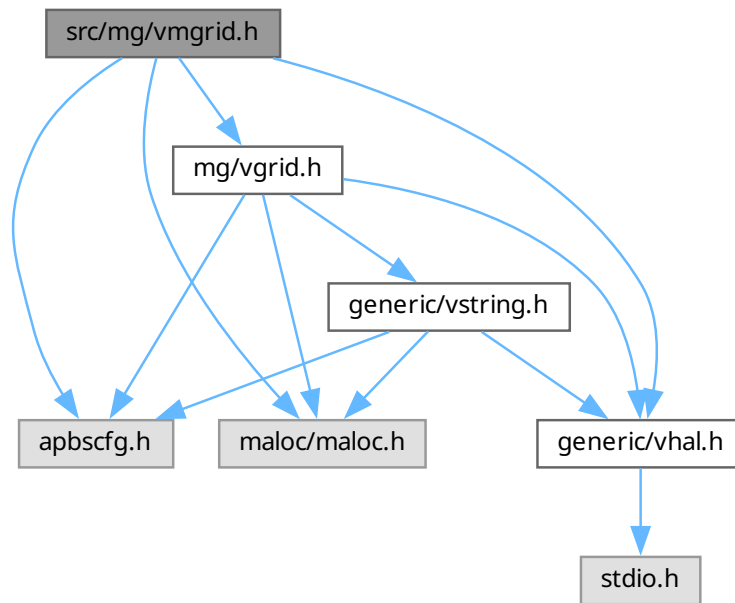 src/mg/vmgrid.h
mg/vgrid.h
generic/vstring.h
apbscfg.h
maloc/maloc.h
generic/vhal.h
stdio.h